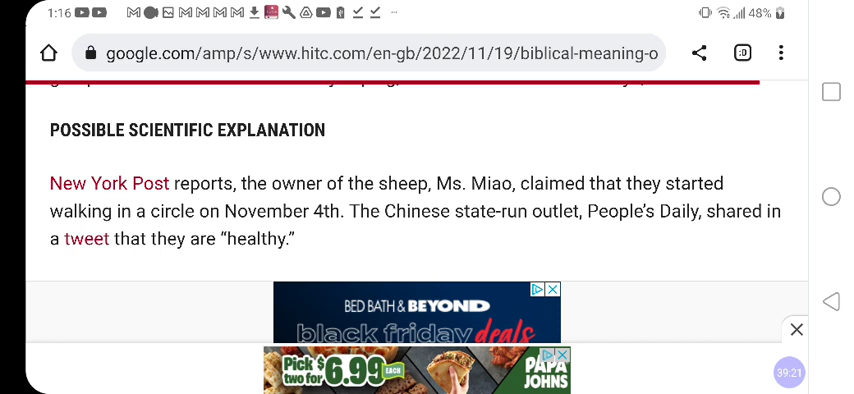 1:16
48%
google.com/amp/s/www.hitc.com/en-gb/2022/11/19/biblical-meaning-o
:D
POSSIBLE SCIENTIFIC EXPLANATION
New York Post reports, the owner of the sheep, Ms. Miao, claimed that they started
walking in a circle on November 4th. The Chinese state-run outlet, People’s Daily, shared in
a tweet that they are “healthy.”
BED BATH & BEYOND
black friday deals
Pick $
two for 6.99 EACH
PAPA
JOHNS
39:21